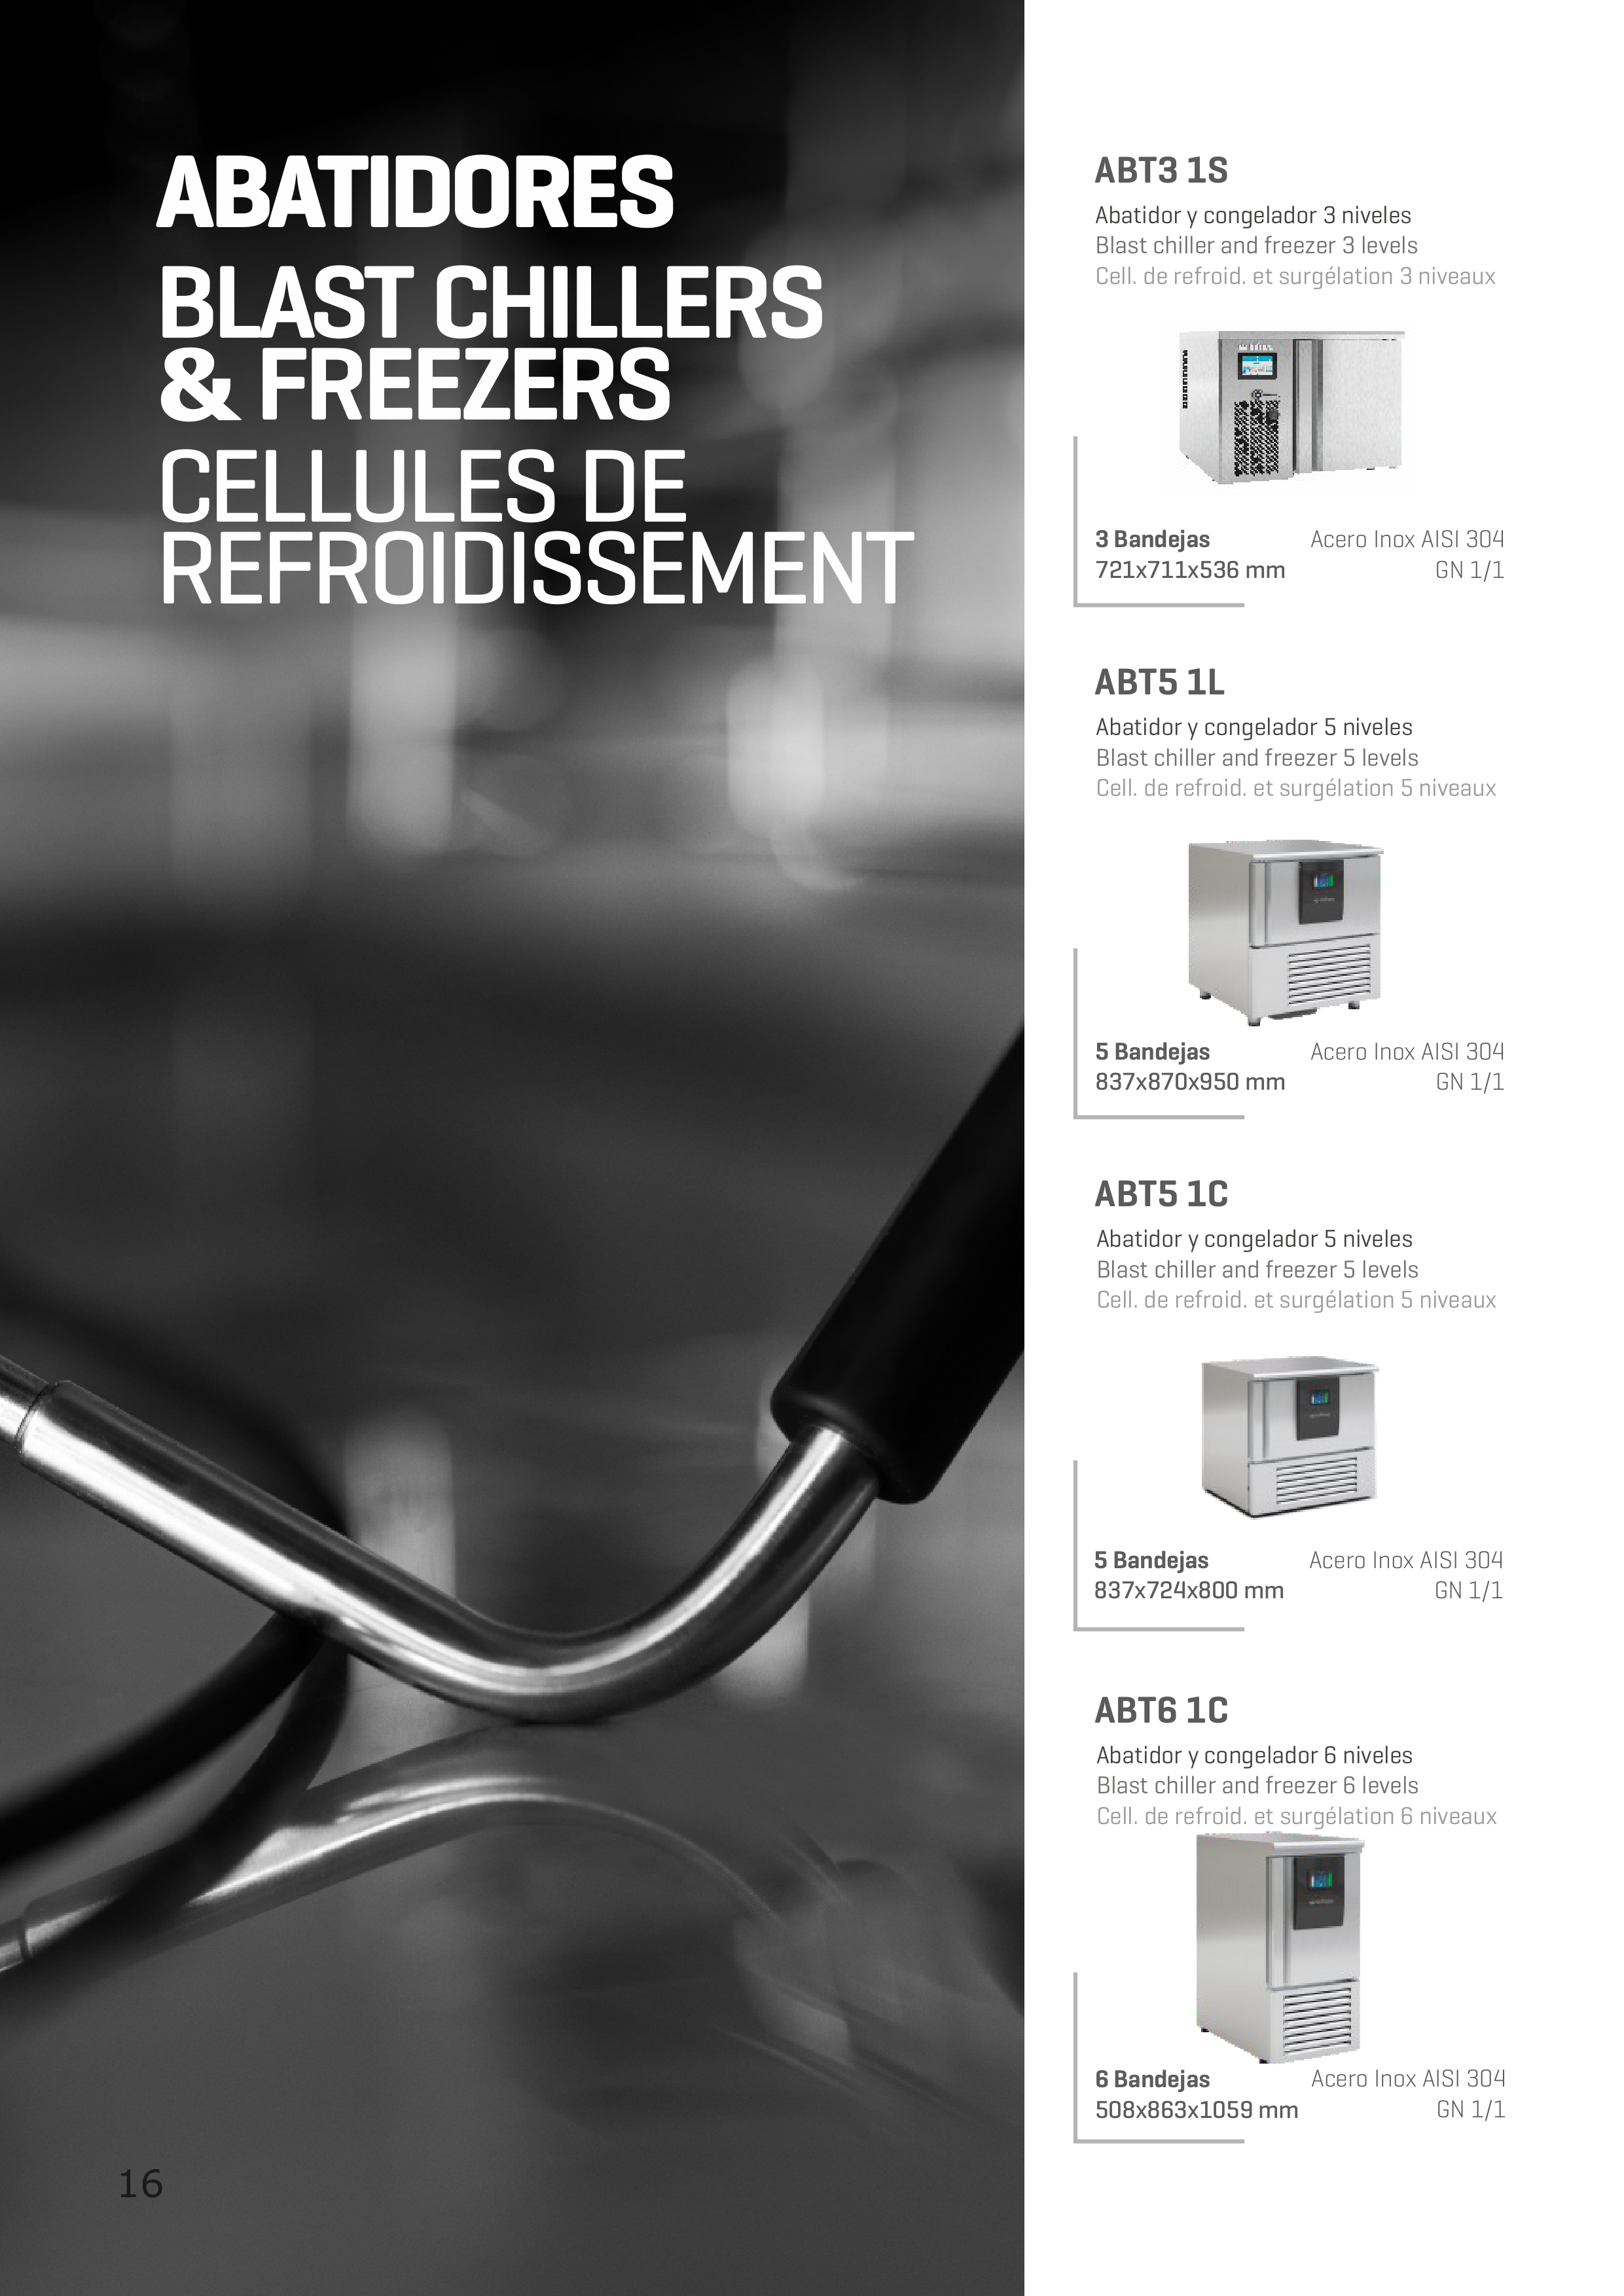 ABATIDORES
BLAST CHILLERS
& FREEZERS
CELLULES DE
REFROIDISSEMENT
16
ABT3 1S
Abatidor y congelador 3 niveles
Blast chiller and freezer 3 levels
Cell. de refroid. et surgélation 3 niveaux
3 Bandejas Acero Inox AISI 304
721x711x536 mm GN 1/1
ABT5 1L
Abatidor y congelador 5 niveles
Blast chiller and freezer 5 levels
Cell. de refroid. et surgélation 5 niveaux
5 Bandejas Acero Inox AISI 304
837x870x950 mm GN 1/1
ABT5 1C
Abatidor y congelador 5 niveles
Blast chiller and freezer 5 levels
Cell. de refroid. et surgélation 5 niveaux
5 Bandejas Acero Inox AISI 304
837x724x800 mm GN 1/1
ABT6 1C
Abatidor y congelador 6 niveles
Blast chiller and freezer 6 levels
Cell. de refroid. et surgélation 6 niveaux
6 Bandejas Acero Inox AISI 304
508x863x1059 mm GN 1/1